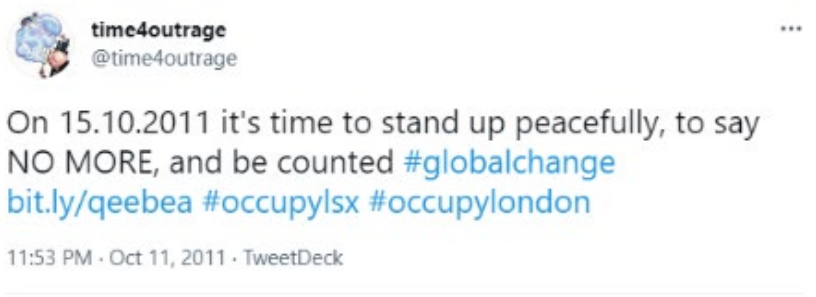 time4outrage
@time4outrage
On 15.10.2011 it's time to stand up peacefully, to say
NO MORE, and be counted #globalchange
bit.ly/qeebea #occupylsx #occupylondon
11:53 PM · Oct 11, 2011 · TweetDeck